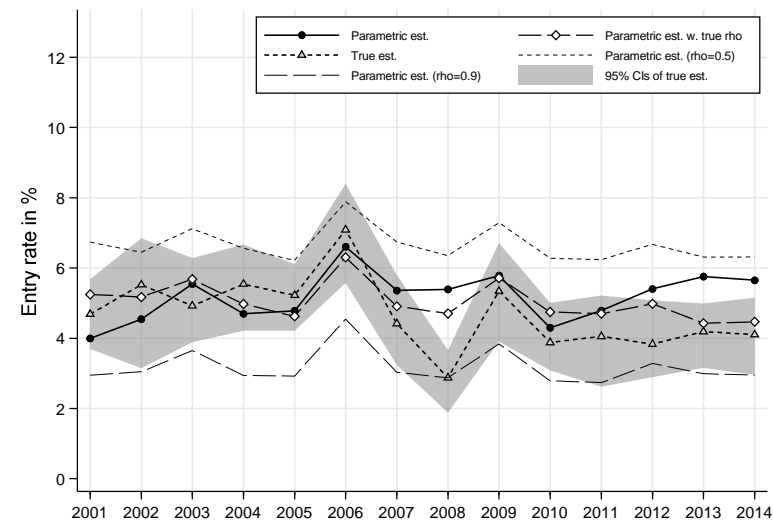 Parametric est.
Parametric est. w. true rho
True est.
Parametric est. (rho=0.5)
Parametric est. (rho=0.9)
95% CIs of true est.
Entry rate in %
12
10
8
6
4
2
0
2001 2002 2003 2004 2005 2006 2007 2008 2009 2010 2011 2012 2013 2014